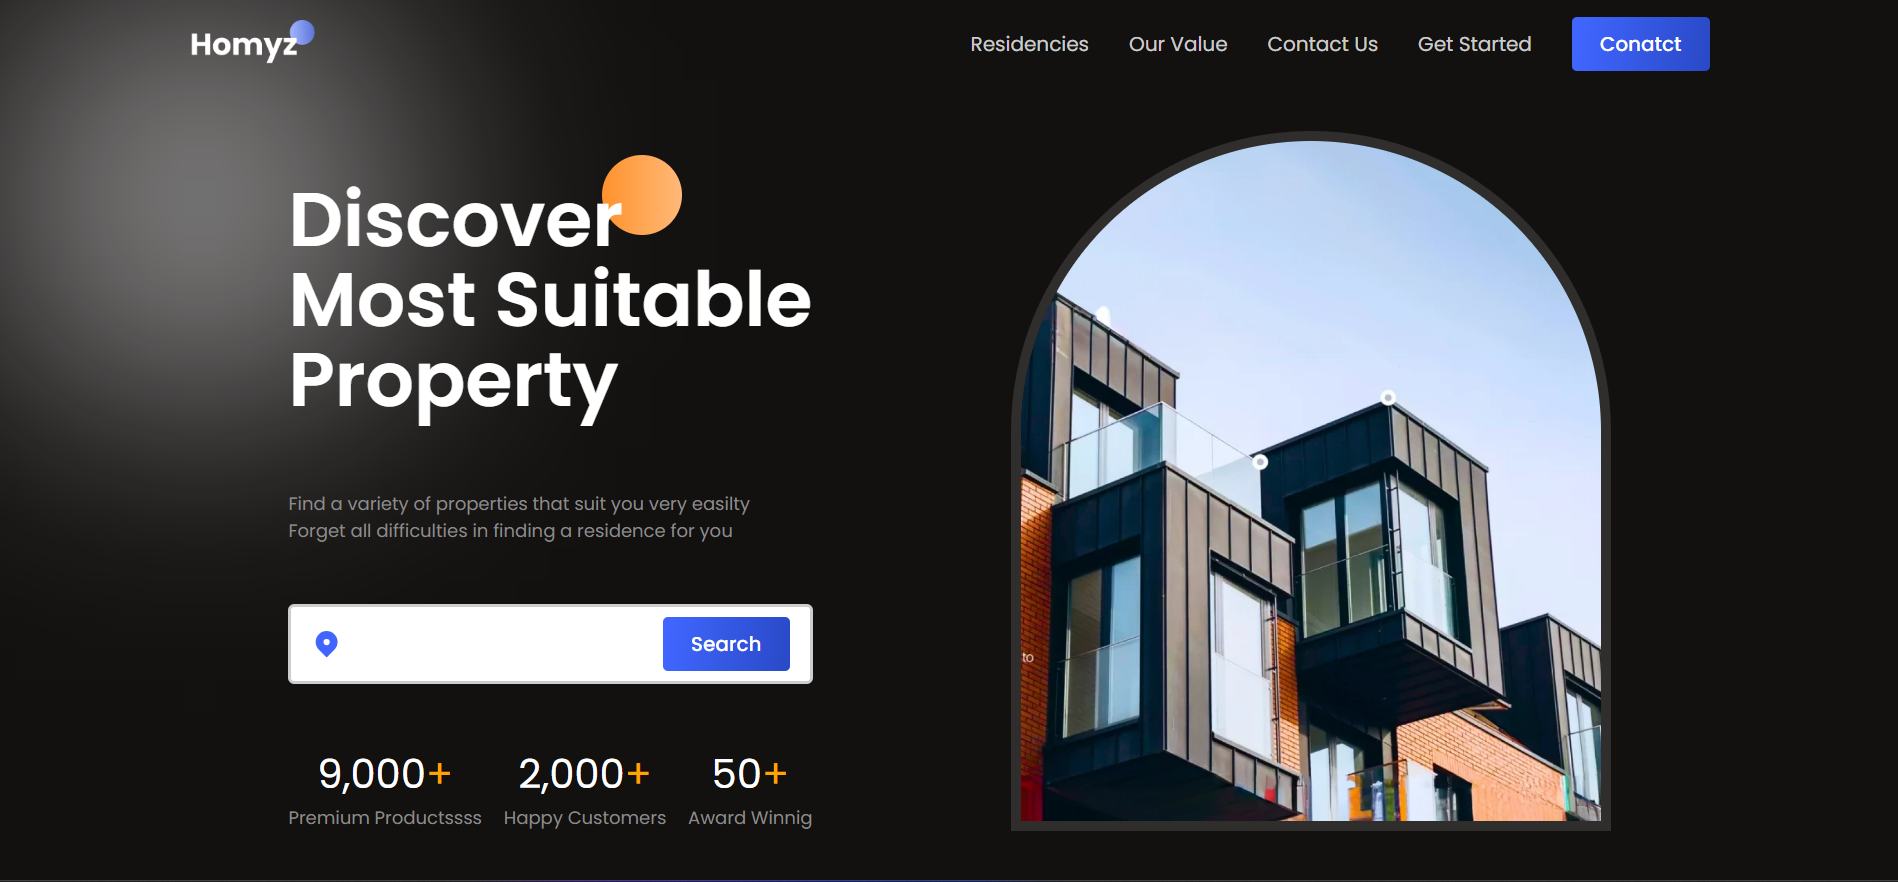 Homyz
Residencies Our Value Contact Us Get Started Conatct
Discover
Most Suitable
Property
Find a variety of properties that suit you very easilty
Forget all difficulties in finding a residence for you
Search
to
9,000+ 2,000+ 50+
Premium Productssss Happy Customers Award Winnig